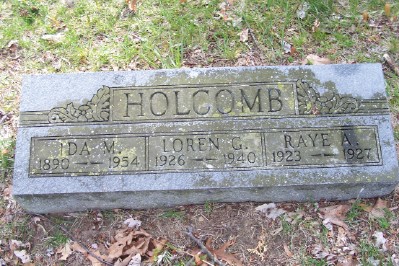 HOLCOMB
IDA M. LOREN G. RAYE A.
1890 -- 1954 1926 -- 1940 1923 -- 1927